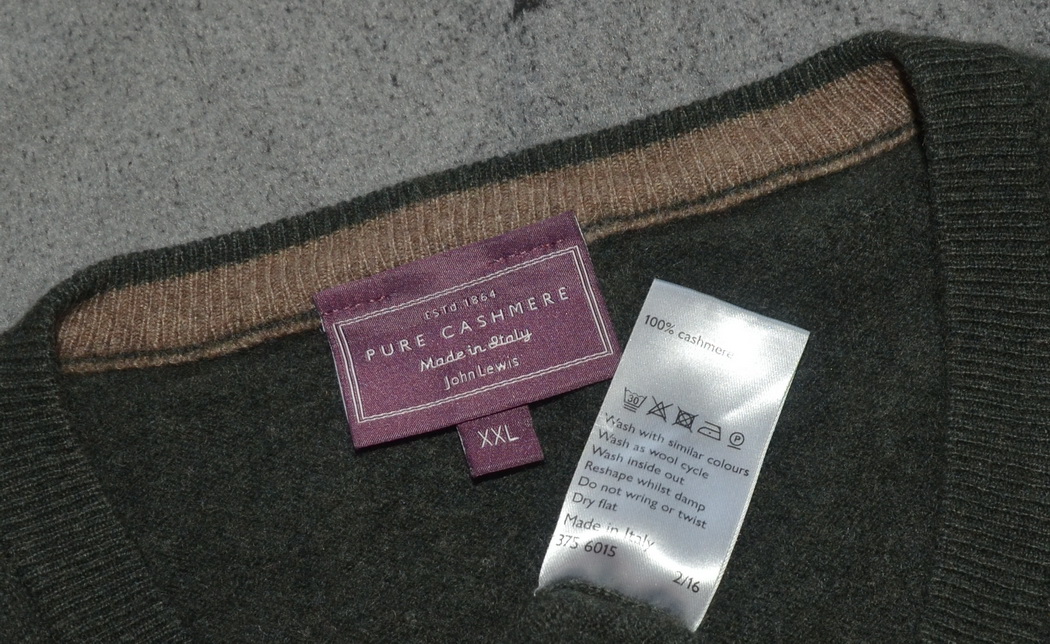 ESTD 1864
PURE CASHMERE
Made in Italy
John Lewis
XXL
100% cashmere
30
P
Wash with similar colours
Wash as wool cycle
Wash inside out
Reshape whilst damp
Do not wring or twist
Dry flat
Made in Italy
375 6015
2/16